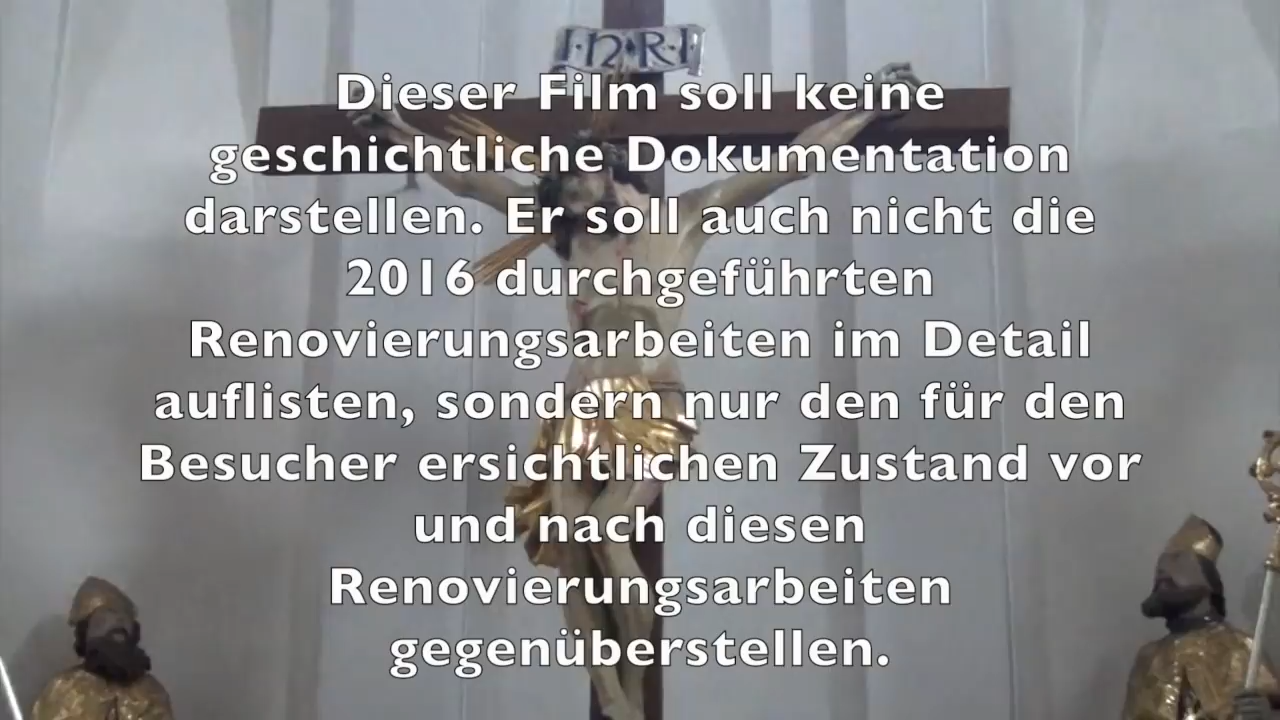 I·N·R·I
Dieser Film soll keine
geschichtliche Dokumentation
darstellen. Er soll auch nicht die
2016 durchgeführten
Renovierungsarbeiten im Detail
auflisten, sondern nur den für den
Besucher ersichtlichen Zustand vor
und nach diesen
Renovierungsarbeiten
gegenüberstellen.